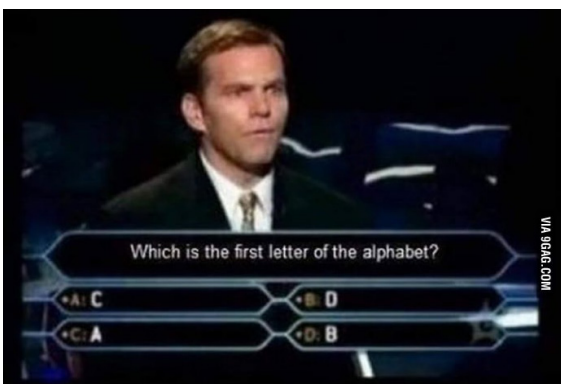 Which is the first letter of the alphabet?
A: C
B: D
C: A
D: B
VIA 9GAG.COM